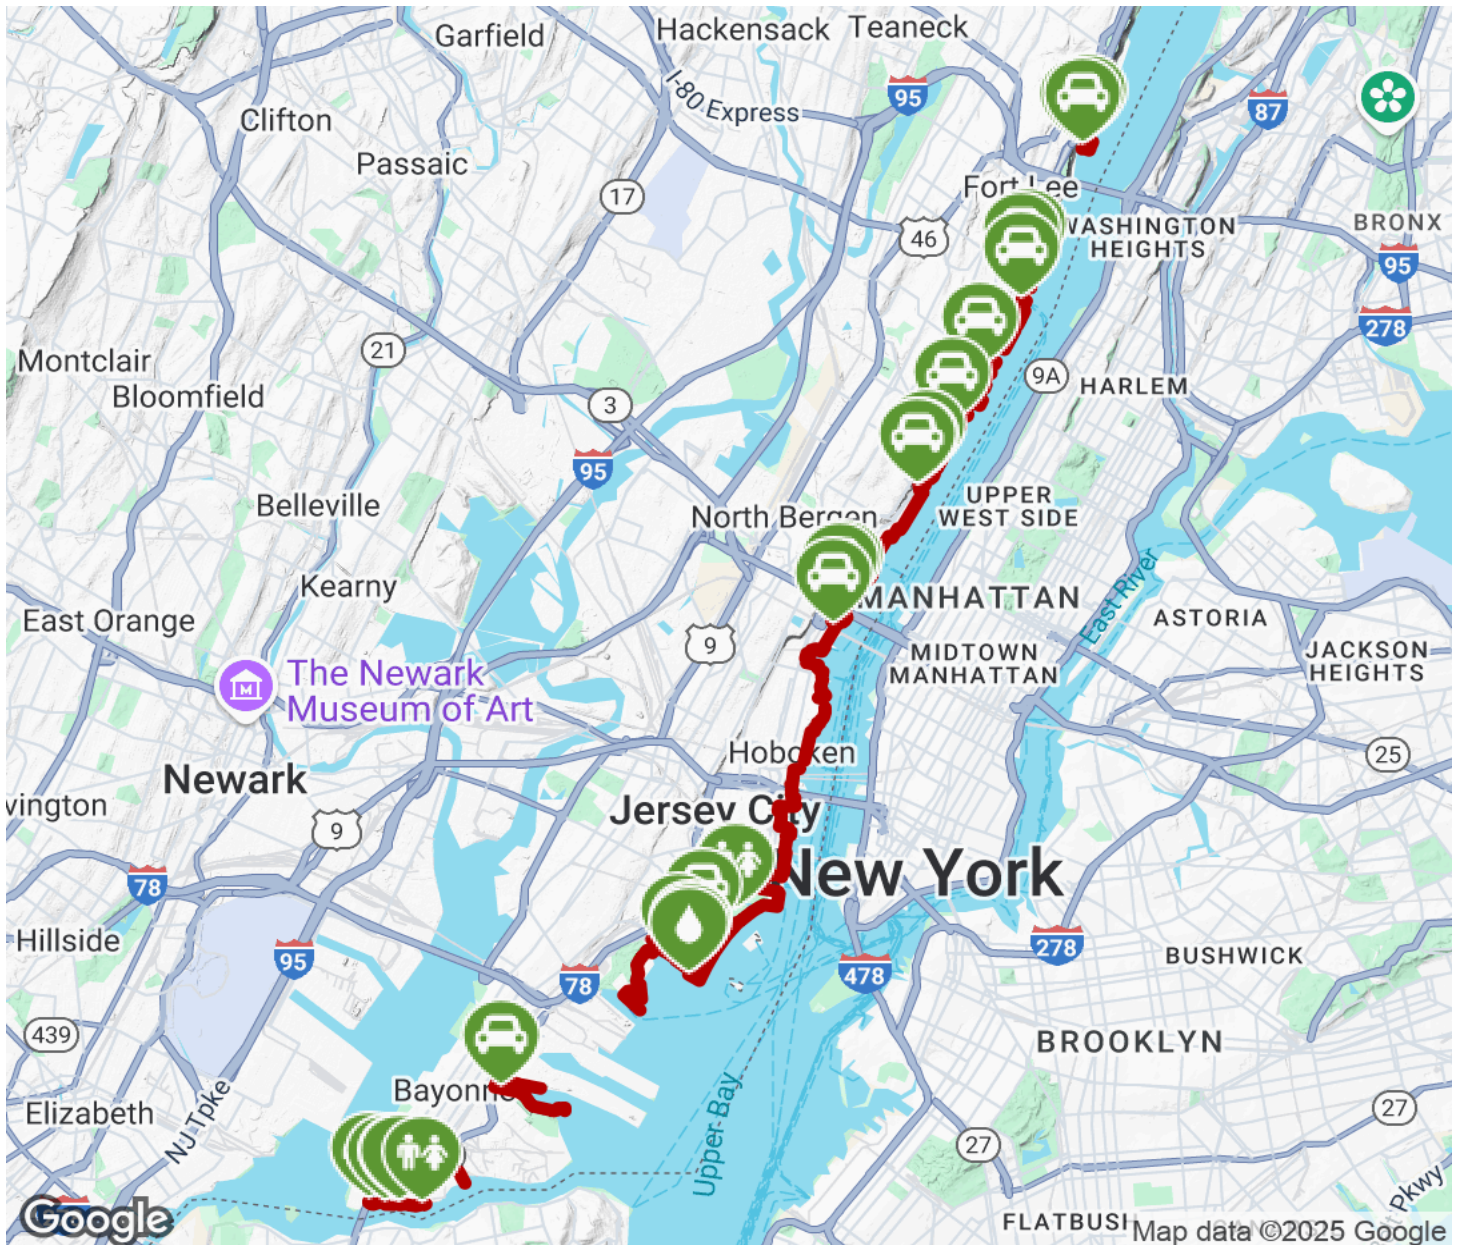 Garfield
Hackensack
Teaneck
I-80 Express
95
87
Clifton
Passaic
17
Fort Lee
46
WASHINGTON
HEIGHTS
BRONX
95
278
21
Montclair
Bloomfield
3
9A
HARLEM
95
Belleville
UPPER
WEST SIDE
North Bergen
Kearny
MANHATTAN
East River
ASTORIA
East Orange
9
MIDTOWN
MANHATTAN
JACKSON
HEIGHTS
The Newark
Museum of Art
M
Hoboken
25
Newark
vington
Jersey City
9
New York
78
Hillside
95
78
478
278
BUSHWICK
439
BROOKLYN
Bayonne
Elizabeth
NJ Tpke
Upper Bay
27
27
Pkwy
FLATBUSH
Google
Map data ©2025 Google